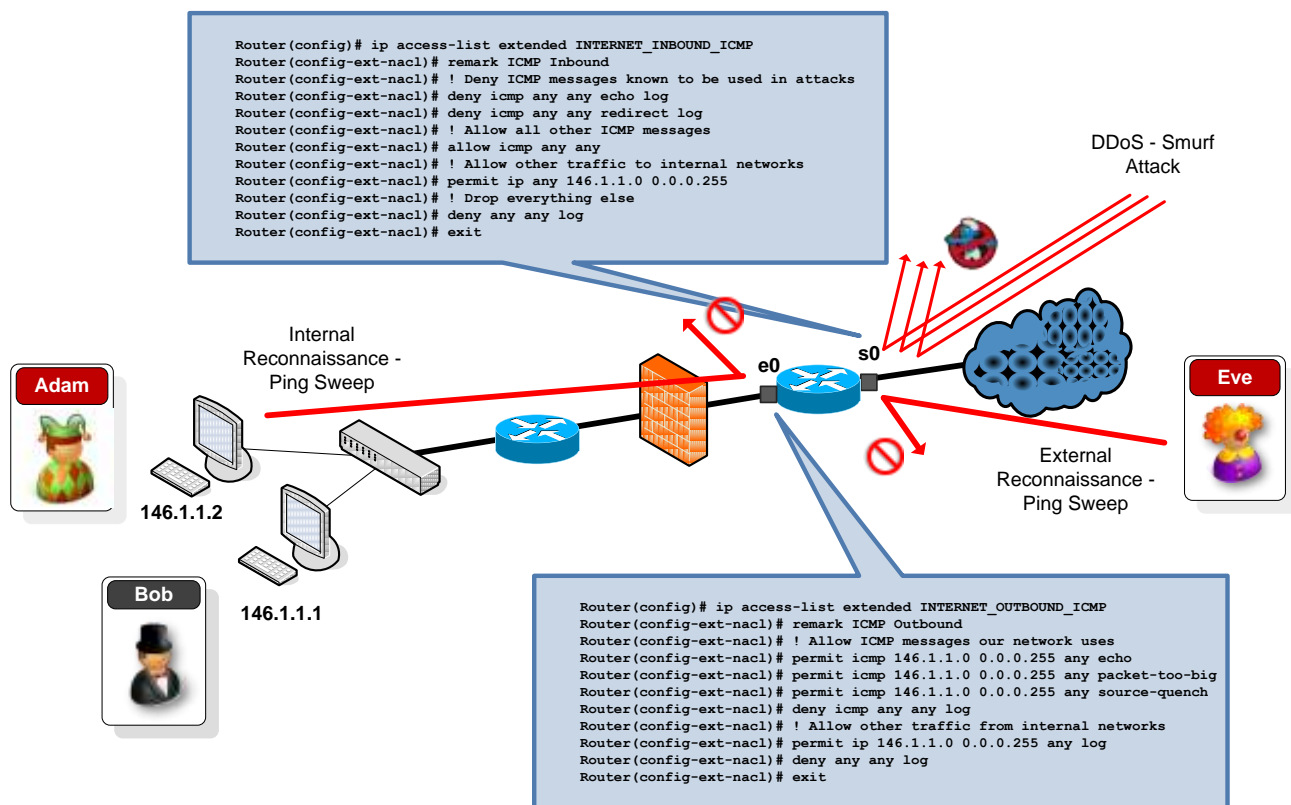 Router(config)# ip access-list extended INTERNET_INBOUND_ICMP
Router(config-ext-nacl)# remark ICMP Inbound
Router(config-ext-nacl)# ! Deny ICMP messages known to be used in attacks
Router(config-ext-nacl)# deny icmp any any echo log
Router(config-ext-nacl)# deny icmp any any redirect log
Router(config-ext-nacl)# ! Allow all other ICMP messages
Router(config-ext-nacl)# allow icmp any any
Router(config-ext-nacl)# ! Allow other traffic to internal networks
Router(config-ext-nacl)# permit ip any 146.1.1.0 0.0.0.255
Router(config-ext-nacl)# ! Drop everything else
Router(config-ext-nacl)# deny any any log
Router(config-ext-nacl)# exit
DDoS - Smurf
Attack
Internal
Reconnaissance -
Ping Sweep
e0
s0
Adam
Eve
146.1.1.2
External
Reconnaissance -
Ping Sweep
Bob
146.1.1.1
Router(config)# ip access-list extended INTERNET_OUTBOUND_ICMP
Router(config-ext-nacl)# remark ICMP Outbound
Router(config-ext-nacl)# ! Allow ICMP messages our network uses
Router(config-ext-nacl)# permit icmp 146.1.1.0 0.0.0.255 any echo
Router(config-ext-nacl)# permit icmp 146.1.1.0 0.0.0.255 any packet-too-big
Router(config-ext-nacl)# permit icmp 146.1.1.0 0.0.0.255 any source-quench
Router(config-ext-nacl)# deny icmp any any log
Router(config-ext-nacl)# ! Allow other traffic from internal networks
Router(config-ext-nacl)# permit ip 146.1.1.0 0.0.0.255 any log
Router(config-ext-nacl)# deny any any log
Router(config-ext-nacl)# exit